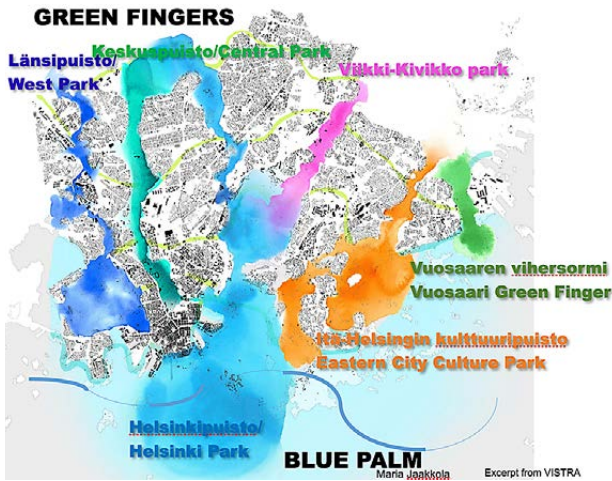 GREEN FINGERS
Keskuspuisto/Central Park
Länsipuisto/
West Park
Viikki-Kivikko park
Vuosaaren vihersormi
Vuosaari Green Finger
Itä-Helsingin kulttuuripuisto
Eastern City Culture Park
Helsinkipuisto/
Helsinki Park
BLUE PALM
Maria Jaakkola
Excerpt from VISTRA